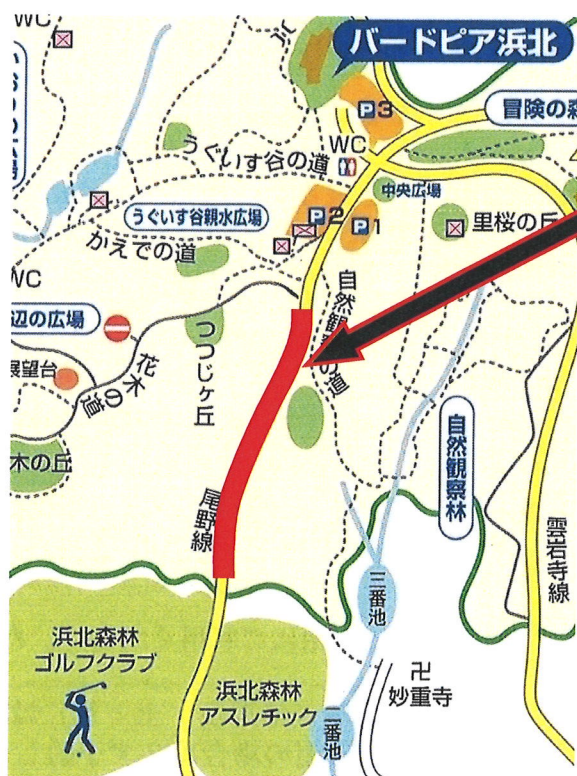 WC
バードピア浜北
P3
冒険の森
WC
うぐいす谷の道
中央広場
うぐいす谷親水広場
P2
P1
里桜の丘
かえでの道
WC
自然観察の道
辺の広場
つつじヶ丘
展望台
花木の道
木の丘
自然観察林
尾野線
雲岩寺線
三番池
浜北森林
ゴルフクラブ
卍
妙重寺
浜北森林
アスレチック
二番池